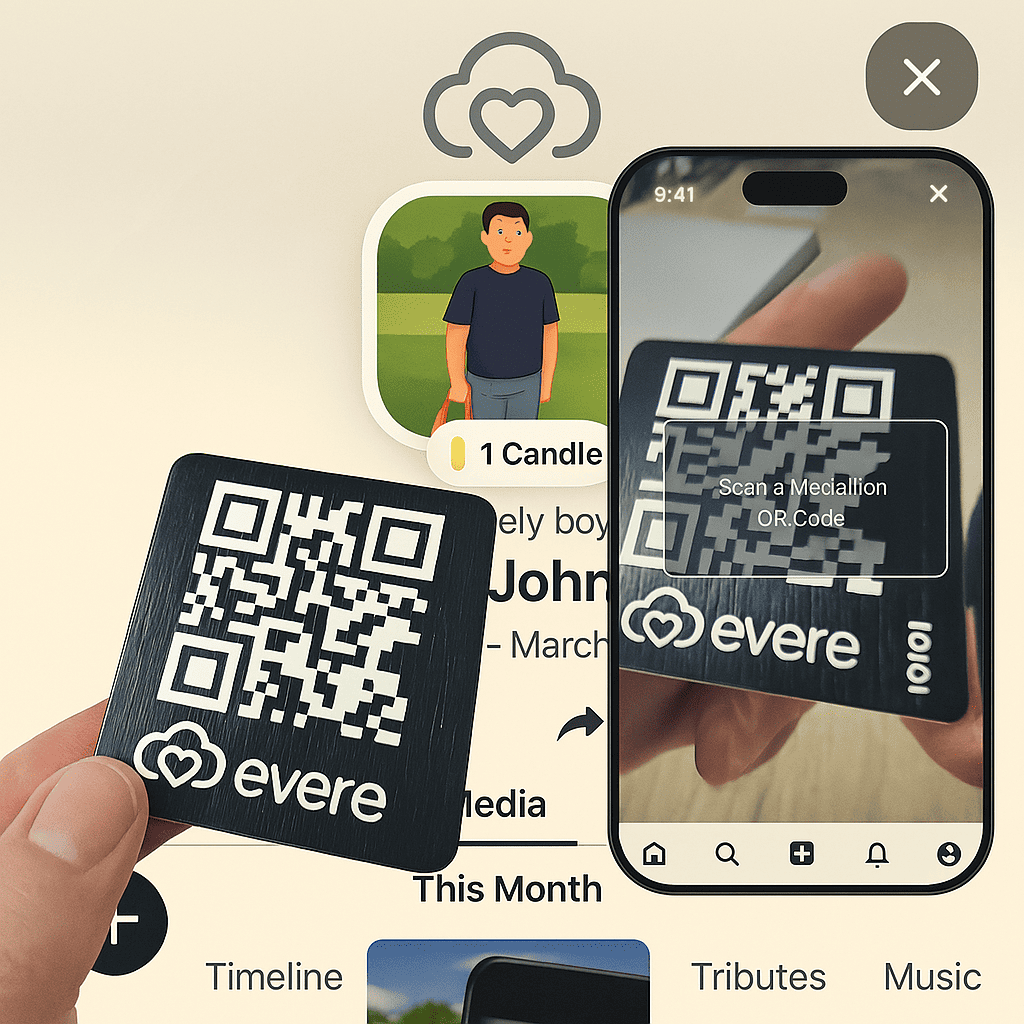 9:41
1 Candle
Scan a Meciallion
OR.Code
ely boy
John
– March
evere
IOIOI
evere
Media
This Month
Timeline
Tributes
Music